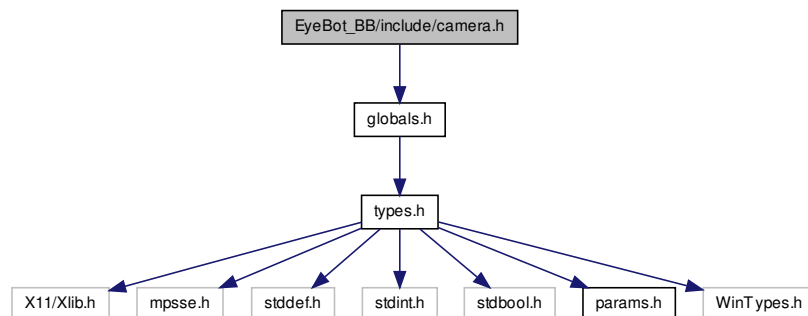 EyeBot_BB/include/camera.h
globals.h
types.h
X11/Xlib.h
mpsse.h
stddef.h
stdint.h
stdbool.h
params.h
WinTypes.h